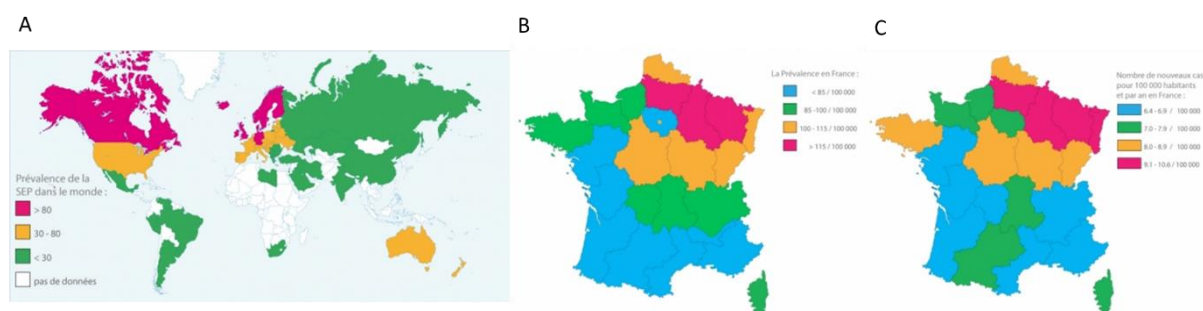 A
Prévalence de la
SEP dans le monde :
> 80
30 - 80
< 30
pas de données
B
La Prévalence en France :
< 85 / 100 000
85 -100 / 100 000
100 - 115 / 100 000
> 115 / 100 000
C
Nombre de nouveaux cas
pour 100 000 habitants
et par an en France :
6.4 - 6.9 / 100 000
7.0 - 7.9 / 100 000
8.0 - 8.9 / 100 000
9.1 - 10.6 / 100 000